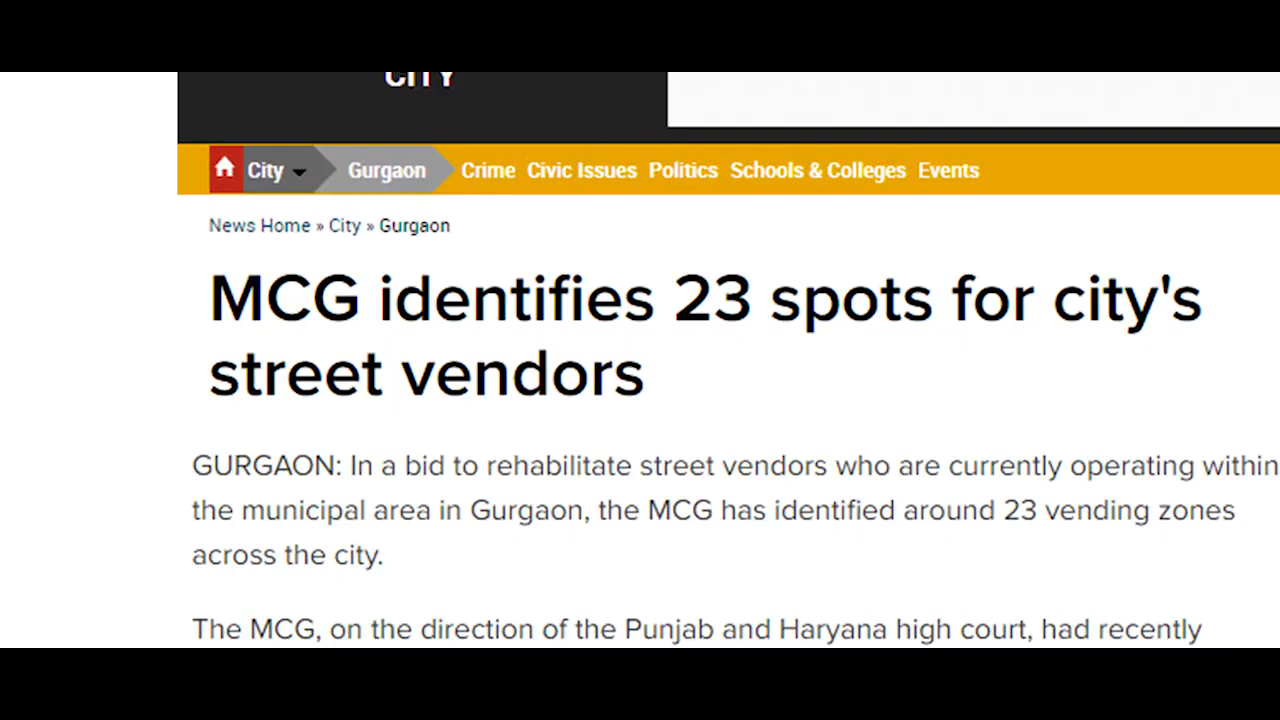 CITY
City Gurgaon Crime Civic Issues Politics Schools & Colleges Events
News Home » City » Gurgaon
MCG identifies 23 spots for city's
street vendors
GURGAON: In a bid to rehabilitate street vendors who are currently operating within
the municipal area in Gurgaon, the MCG has identified around 23 vending zones
across the city.
The MCG, on the direction of the Punjab and Haryana high court, had recently